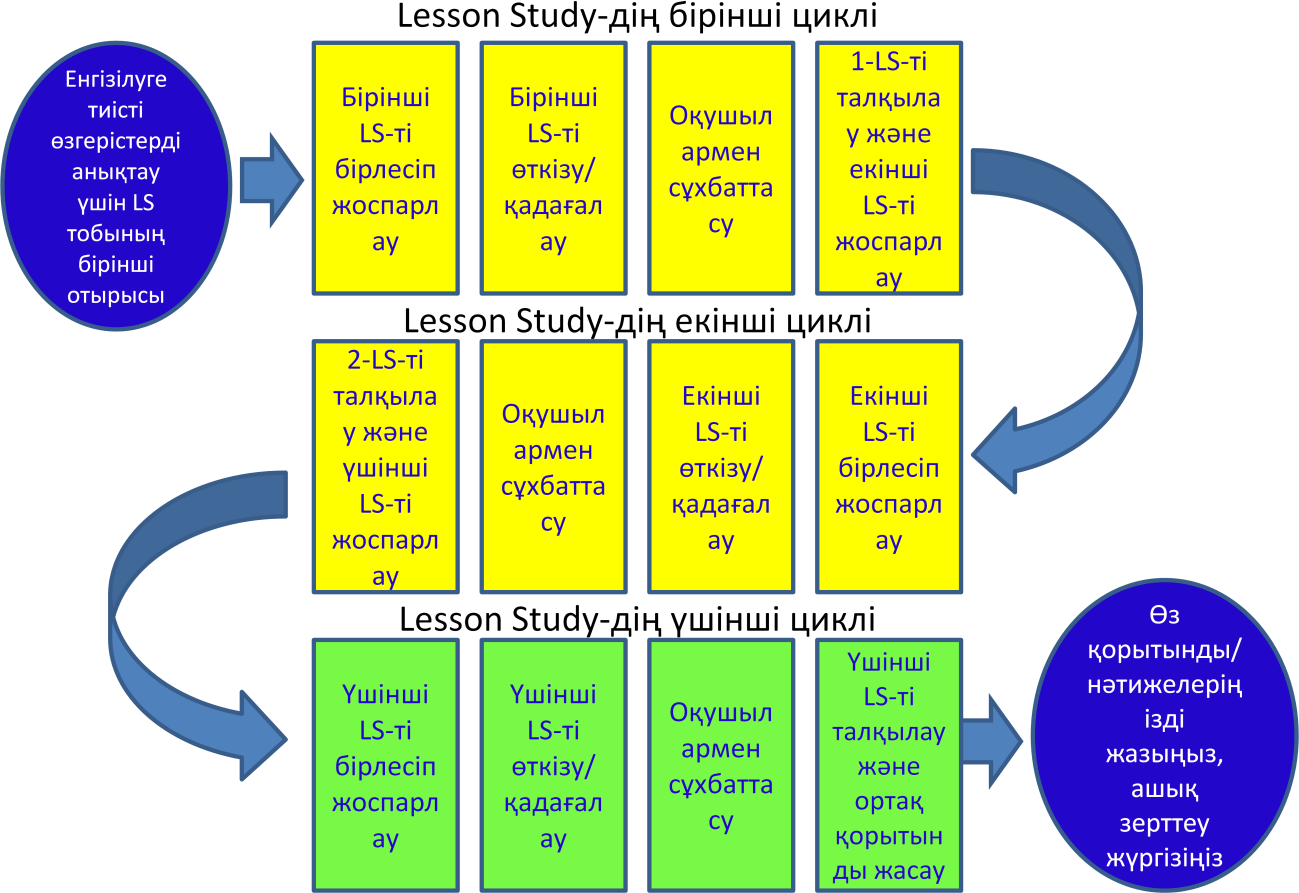 Lesson Study-дің бірінші циклі
Енгізілуге
тиісті
өзгерістерді
анықтау
үшін LS
тобының
бірінші
отырысы
Бірінші
LS-ті
бірлесіп
жоспарл
ау
Бірінші
LS-ті
өткізу/
қадағал
ау
Оқушыл
армен
сұхбатта
су
1-LS-ті
талқыла
у және
екінші
LS-ті
жоспарл
ау
Lesson Study-дің екінші циклі
2-LS-ті
талқыла
у және
үшінші
LS-ті
жоспарл
ау
Оқушыл
армен
сұхбатта
су
Екінші
LS-ті
өткізу/
қадағал
ау
Екінші
LS-ті
бірлесіп
жоспарл
ау
Lesson Study-дің үшінші циклі
Үшінші
LS-ті
бірлесіп
жоспарл
ау
Үшінші
LS-ті
өткізу/
қадағал
ау
Оқушыл
армен
сұхбатта
су
Үшінші
LS-ті
талқылау
және
ортақ
қорытын
ды жасау
Өз
қорытынды/
нәтижелерің
ізді
жазыңыз,
ашық
зерттеу
жүргізіңіз